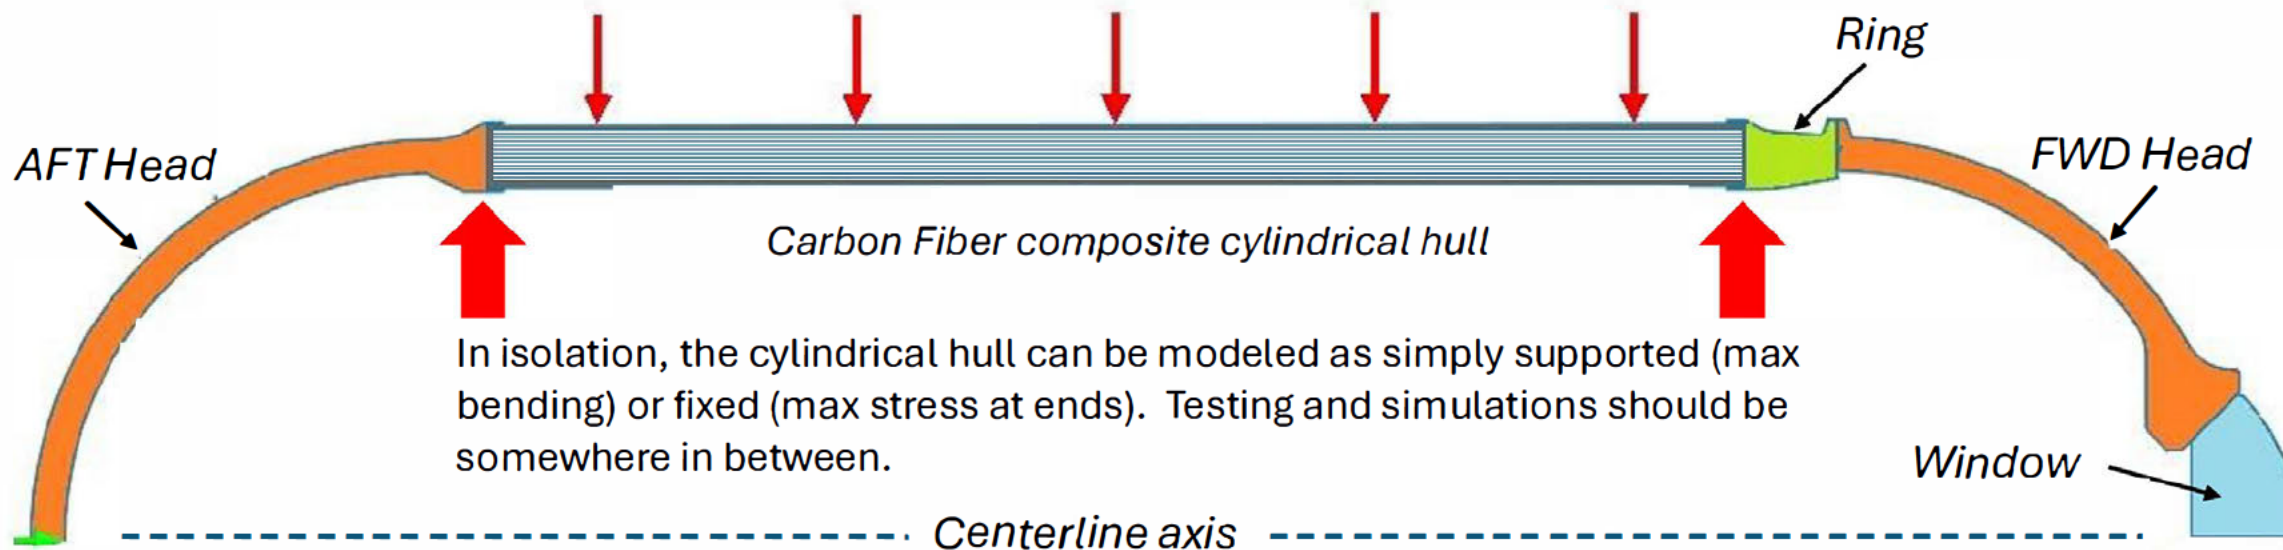 Ring
AFT Head
FWD Head
Carbon Fiber composite cylindrical hull
In isolation, the cylindrical hull can be modeled as simply supported (max
bending) or fixed (max stress at ends).  Testing and simulations should be
somewhere in between.
Window
Centerline axis